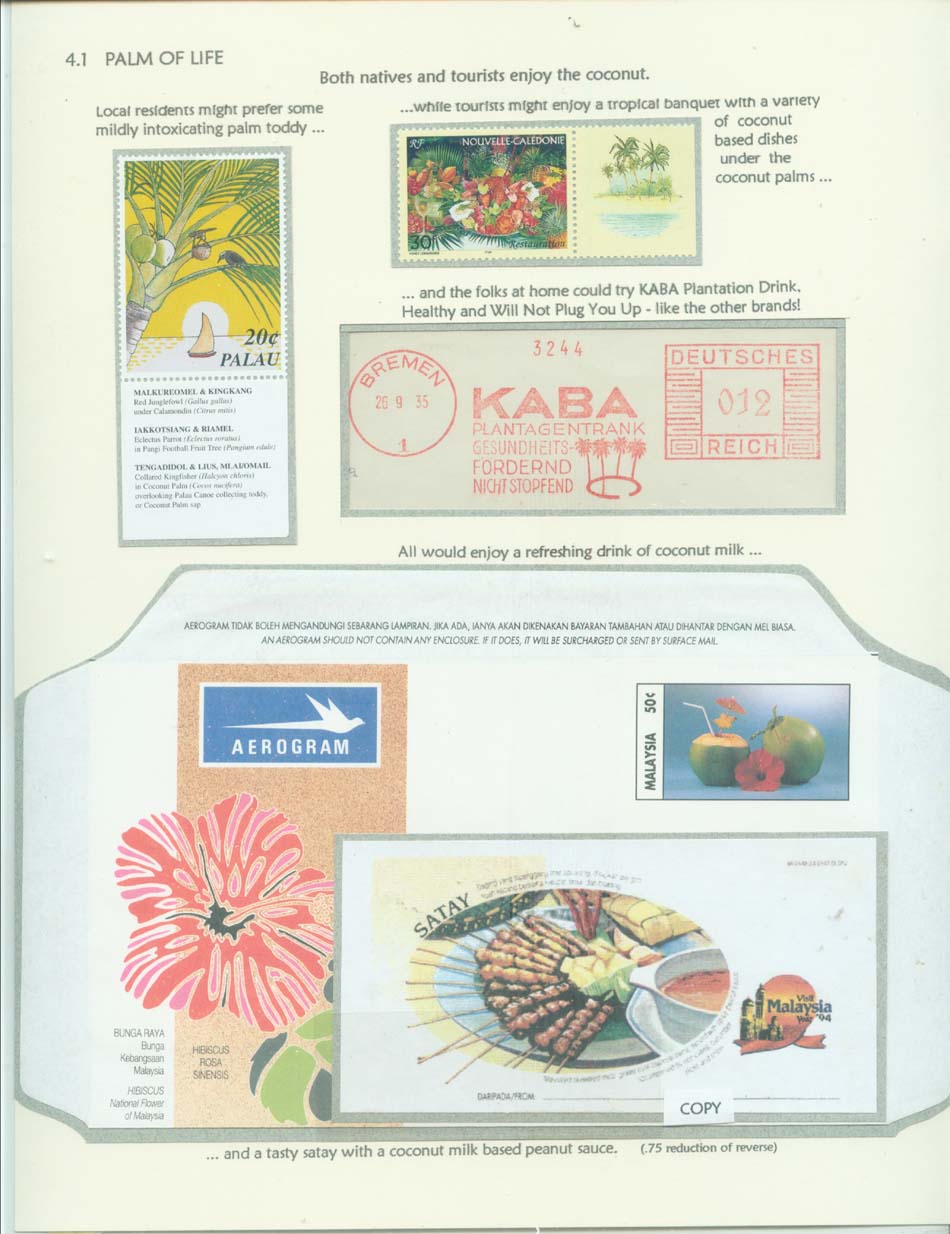 4.1 PALM OF LIFE
Both natives and tourists enjoy the coconut.
Local residents might prefer some
mildly intoxicating palm toddy ...
...while tourists might enjoy a tropical banquet with a variety
of coconut
based dishes
under the
coconut palms ...
RF NOUVELLE-CALÉDONIE
30F
Restauration
20¢
PALAU
MALKUREOMEL & KINGKANG
Red Junglefowl (Gallus gallus)
under Calamondin (Citrus mitis)
IAKKOTSIANG & RIAMEL
Eclectus Parrot (Eclectus roratus)
in Pangi Football Fruit Tree (Pangium edule)
TENGADIDOL & LIUS, MLAI/OMAIL
Collared Kingfisher (Halcyon chloris)
in Coconut Palm (Cocos nucifera)
overlooking Palau Canoe collecting toddy,
or Coconut Palm sap
... and the folks at home could try KABA Plantation Drink,
Healthy and Will Not Plug You Up - like the other brands!
BREMEN
26 9 35
1
3244
KABA
PLANTAGENTRANK
GESUNDHEITS-
FÖRDERND
NICHT STOPFEND
DEUTSCHES
012
REICH
All would enjoy a refreshing drink of coconut milk ...
AEROGRAM TIDAK BOLEH MENGANDUNGI SEBARANG LAMPIRAN. JIKA ADA, IANYA AKAN DIKENAKAN BAYARAN TAMBAHAN ATAU DIHANTAR DENGAN MEL BIASA.
AN AEROGRAM SHOULD NOT CONTAIN ANY ENCLOSURE. IF IT DOES, IT WILL BE SURCHARGED OR SENT BY SURFACE MAIL.
AEROGRAM
MALAYSIA 50¢
SATAY
Visit
Malaysia
Year '94
BUNGA RAYA
Bunga
Kebangsaan
Malaysia
HIBISCUS
National Flower
of Malaysia
HIBISCUS
ROSA
SINENSIS
DARIPADA/FROM:
COPY
... and a tasty satay with a coconut milk based peanut sauce. (.75 reduction of reverse)